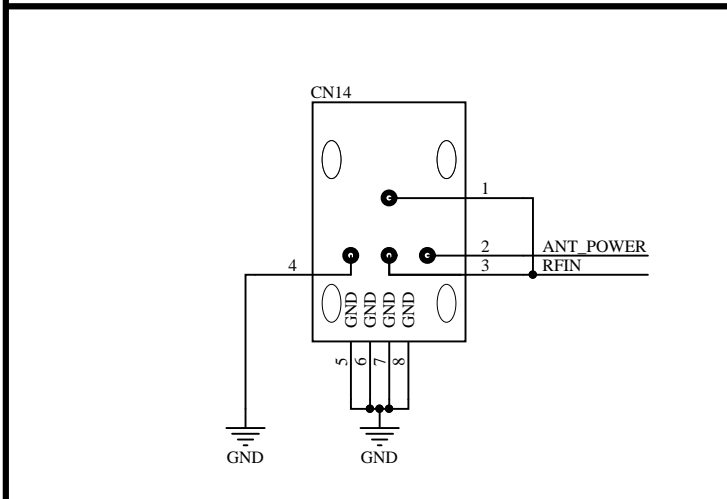 CN14
1
2 ANT_POWER
4 3 RFIN
GND GND GND GND
5 6 7 8
GND GND